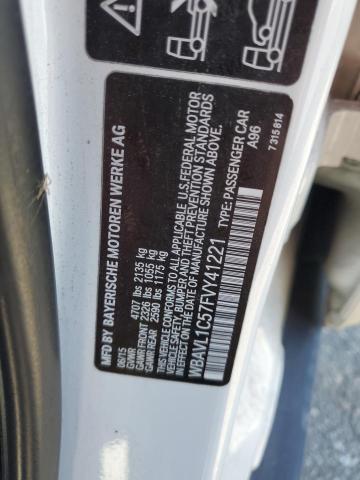 MFD BY BAYERISCHE MOTOREN WERKE AG
06/15
GVWR 4707 lbs 2135 kg
GAWR FRONT 2326 lbs 1055 kg
GAWR REAR 2590 lbs 1175 kg
THIS VEHICLE CONFORMS TO ALL APPLICABLE U.S. FEDERAL MOTOR
VEHICLE SAFETY, BUMPER AND THEFT PREVENTION STANDARDS
IN EFFECT ON THE DATE OF MANUFACTURE SHOWN ABOVE.
WBAVL1C57FVY41221 TYPE: PASSENGER CAR
A96
7 315 814